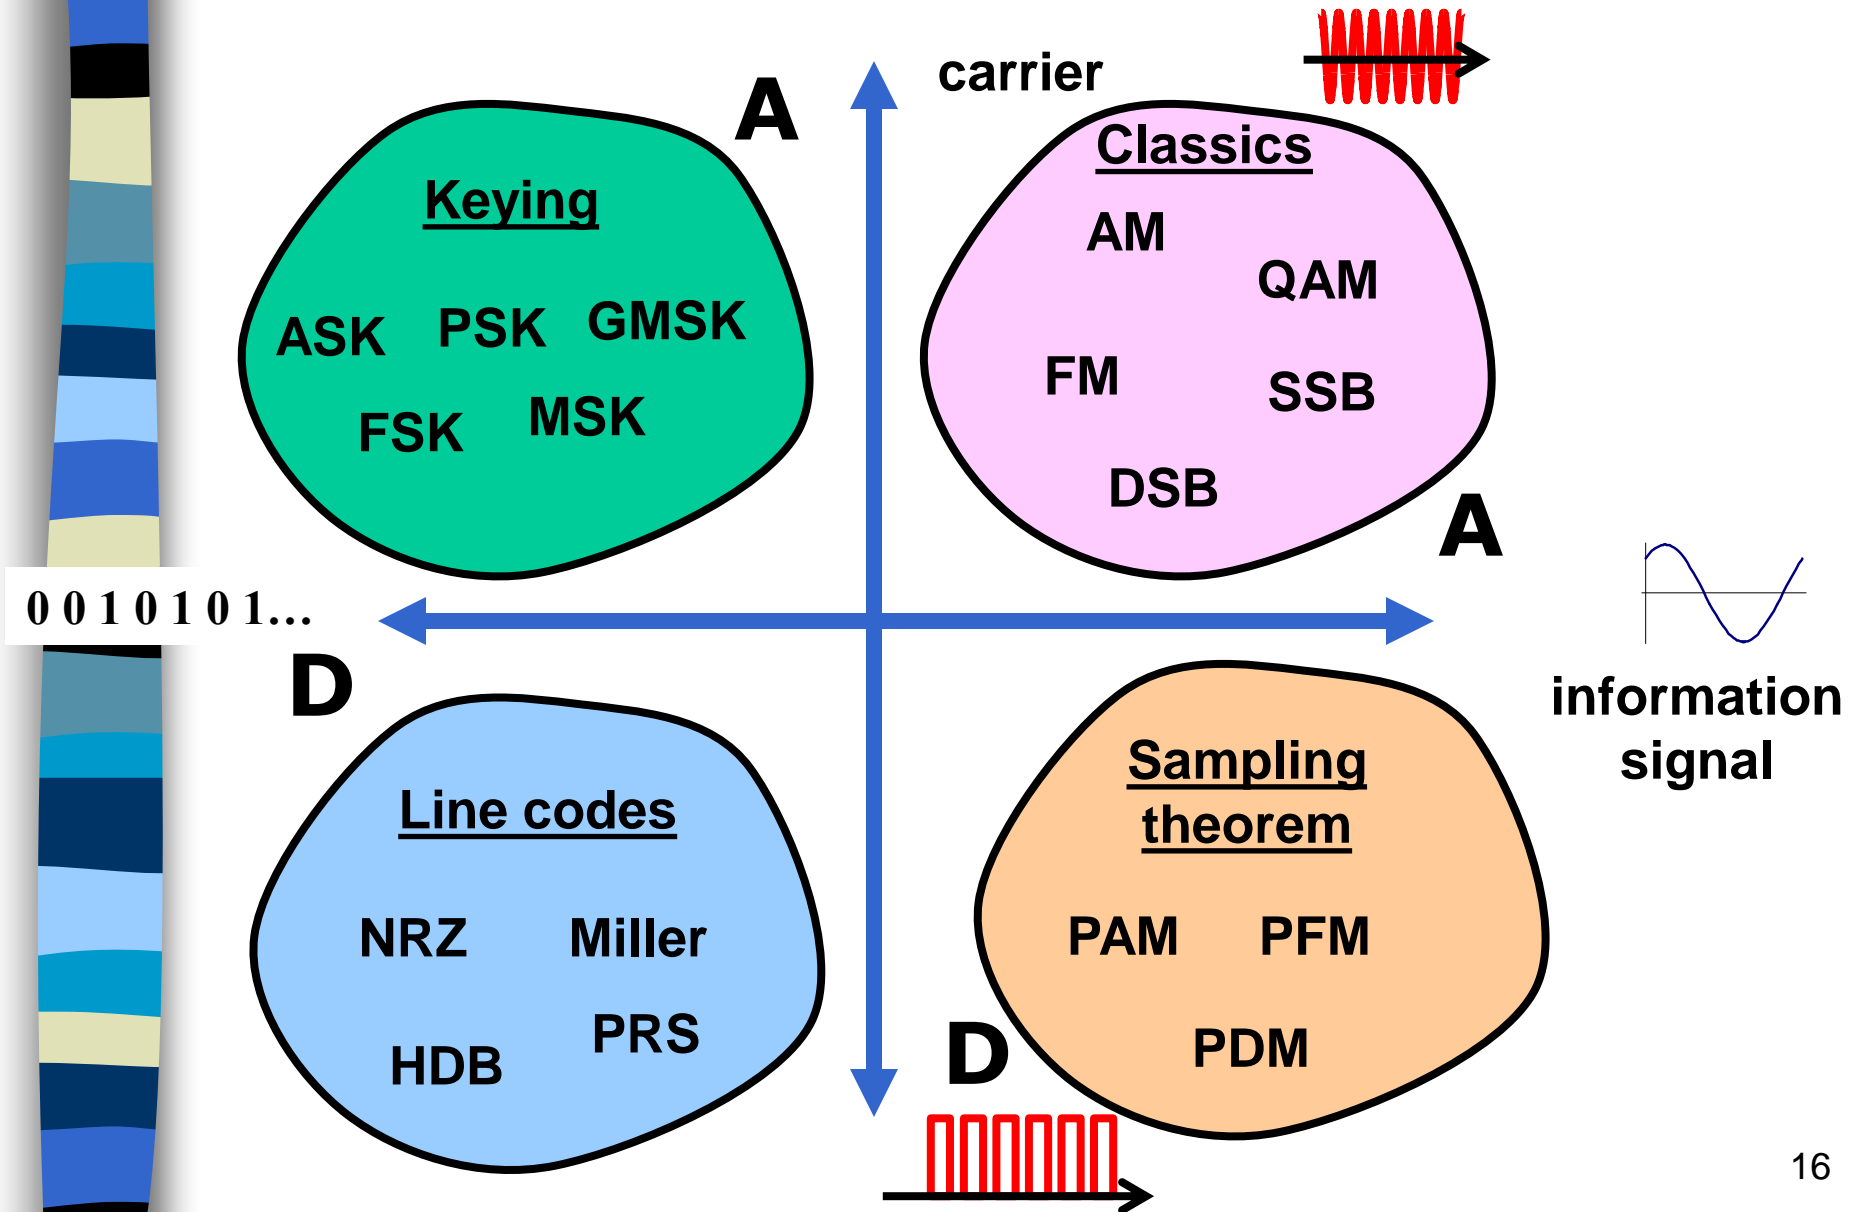 carrier
A
Keying
ASK PSK GMSK
FSK MSK
Classics
AM
QAM
FM
SSB
DSB
A
0 0 1 0 1 0 1...
D
information
signal
Line codes
NRZ Miller
PRS
HDB
Sampling
theorem
PAM PFM
PDM
D
16